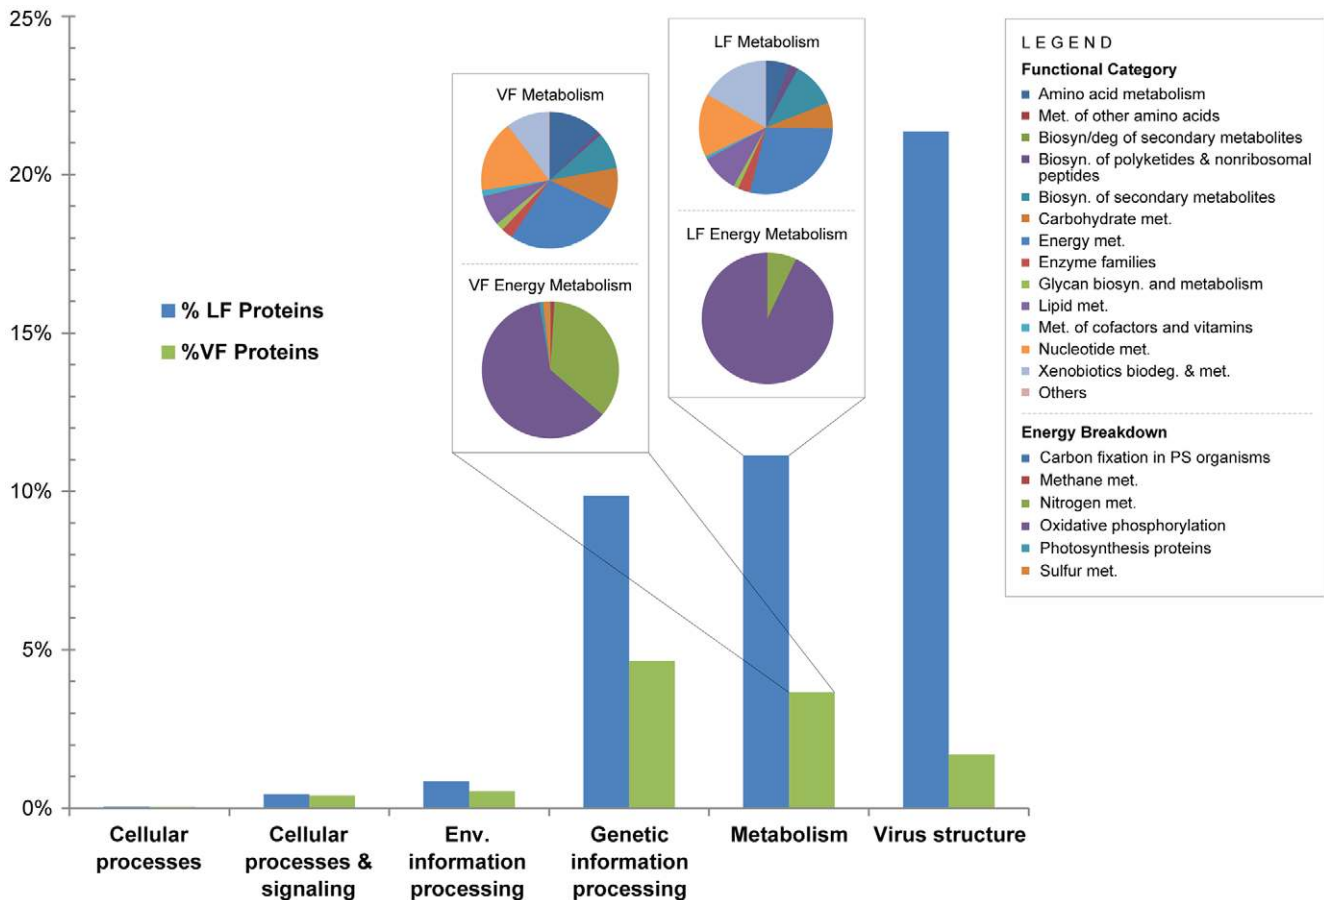 25%
20%
15%
10%
5%
0%
% LF Proteins
%VF Proteins
VF Metabolism
VF Energy Metabolism
LF Metabolism
LF Energy Metabolism
LEGEND
Functional Category
Amino acid metabolism
Met. of other amino acids
Biosyn/deg of secondary metabolites
Biosyn. of polyketides & nonribosomal
peptides
Biosyn. of secondary metabolites
Carbohydrate met.
Energy met.
Enzyme families
Glycan biosyn. and metabolism
Lipid met.
Met. of cofactors and vitamins
Nucleotide met.
Xenobiotics biodeg. & met.
Others
Energy Breakdown
Carbon fixation in PS organisms
Methane met.
Nitrogen met.
Oxidative phosphorylation
Photosynthesis proteins
Sulfur met.
Cellular
processes
Cellular
processes &
signaling
Env.
information
processing
Genetic
information
processing
Metabolism
Virus structure